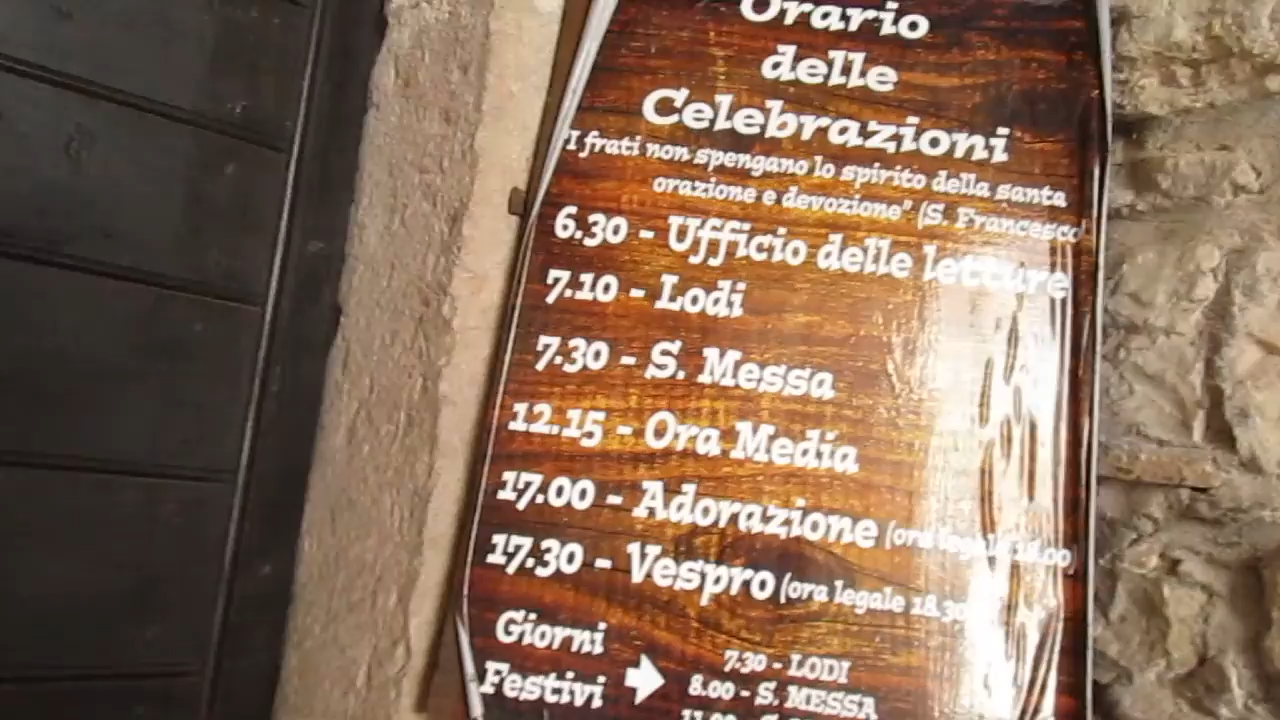 Orario
delle
Celebrazioni
"I frati non spengano lo spirito della santa
orazione e devozione" (S. Francesco
6.30 - Ufficio delle letture
7.10 - Lodi
7.30 - S. Messa
12.15 - Ora Media
17.00 - Adorazione (ora legale 18.00)
17.30 - Vespro (ora legale 18.30
Giorni
Festivi
7.30 - LODI
8.00 - S. MESSA